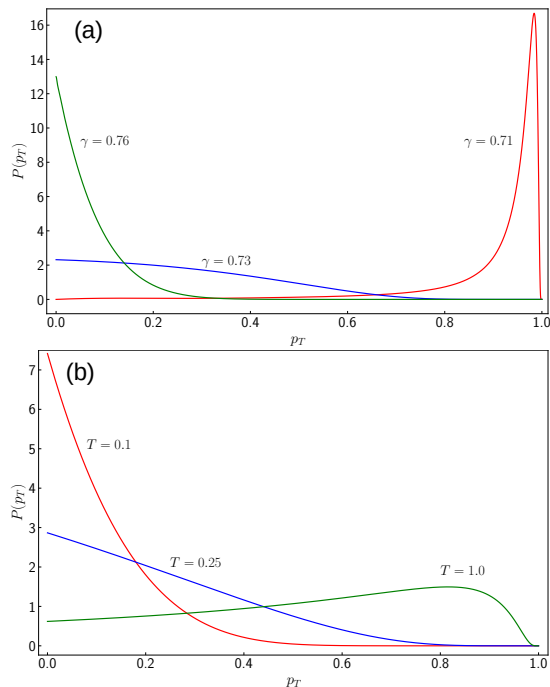 (a)
16
14
12
10
8
6
4
2
0
P(p_T)
γ = 0.76
γ = 0.71
γ = 0.73
0.0 0.2 0.4 0.6 0.8 1.0
p_T
(b)
7
6
5
4
3
2
1
0
P(p_T)
T = 0.1
T = 0.25
T = 1.0
0.0 0.2 0.4 0.6 0.8 1.0
p_T